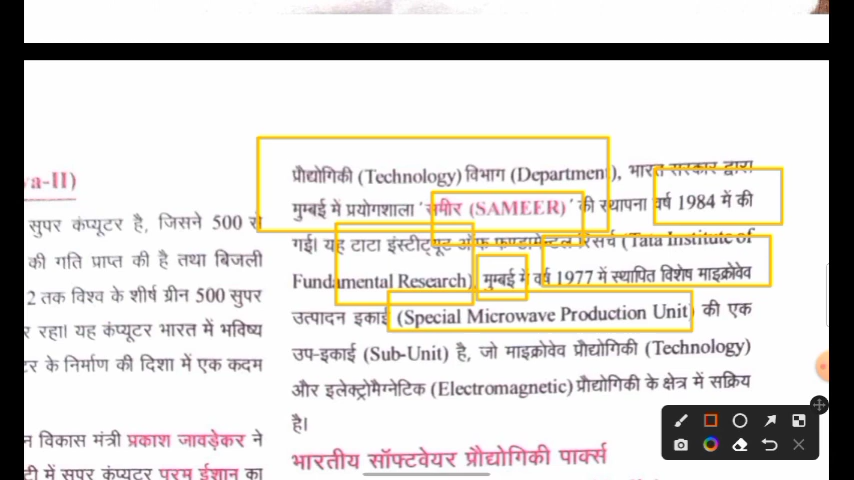 va-II)
सुपर कंप्यूटर है, जिसने 500 से
की गति प्राप्त की है तथा बिजली
2 तक विश्व के शीर्ष ग्रीन 500 सुपर
रहा। यह कंप्यूटर भारत में भविष्य
के निर्माण की दिशा में एक कदम
न विकास मंत्री प्रकाश जावड़ेकर ने
में सुपर कंप्यूटर परम ईशान का
प्रौद्योगिकी (Technology) विभाग (Department), भारत सरकार द्वारा
मुम्बई में प्रयोगशाला 'समीर (SAMEER)' की स्थापना वर्ष 1984 में की
गई। यह टाटा इंस्टीट्यूट ऑफ फण्डामेन्टल रिसर्च (Tata Institute of
Fundamental Research), मुम्बई में वर्ष 1977 में स्थापित विशेष माइक्रोवेव
उत्पादन इकाई (Special Microwave Production Unit) की एक
उप-इकाई (Sub-Unit) है, जो माइक्रोवेव प्रौद्योगिकी (Technology)
और इलेक्ट्रोमैग्नेटिक (Electromagnetic) प्रौद्योगिकी के क्षेत्र में सक्रिय
है।
भारतीय सॉफ्टवेयर प्रौद्योगिकी पार्क्स